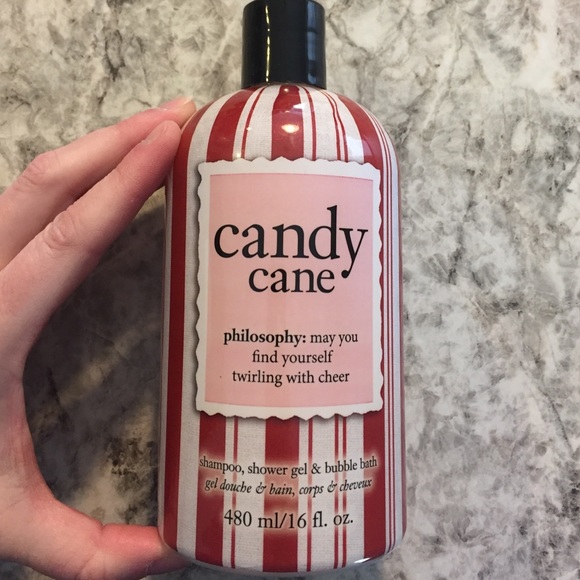 candy
cane
philosophy: may you
find yourself
twirling with cheer
shampoo, shower gel & bubble bath
gel douche & bain, corps & cheveux
480 ml/16 fl. oz.